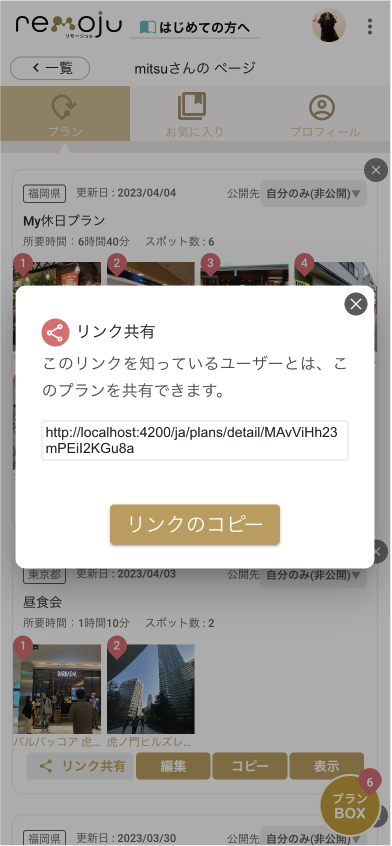 remoju
リモージュと
はじめての方へ
一覧
mitsuさんの ページ
プラン
お気に入り
プロフィール
福岡県 更新日 : 2023/04/04 公開先 自分のみ(非公開)▼
My休日プラン
所要時間：6時間40分 スポット数 : 6
1 2 3 4
リンク共有
このリンクを知っているユーザーとは、こ
のプランを共有できます。
http://localhost:4200/ja/plans/detail/MAvViHh23
mPEiI2KGu8a
リンクのコピー
東京都 更新日 : 2023/04/03 公開先 自分のみ(非公開)▼
昼食会
所要時間：1時間10分 スポット数 : 2
1 2
バルバッコア 虎... 虎ノ門ヒルズレ...
リンク共有 編集 コピー 表示
6
プラン
BOX
福岡県 更新日 : 2023/03/30 公開先 自分のみ(非公開)▼